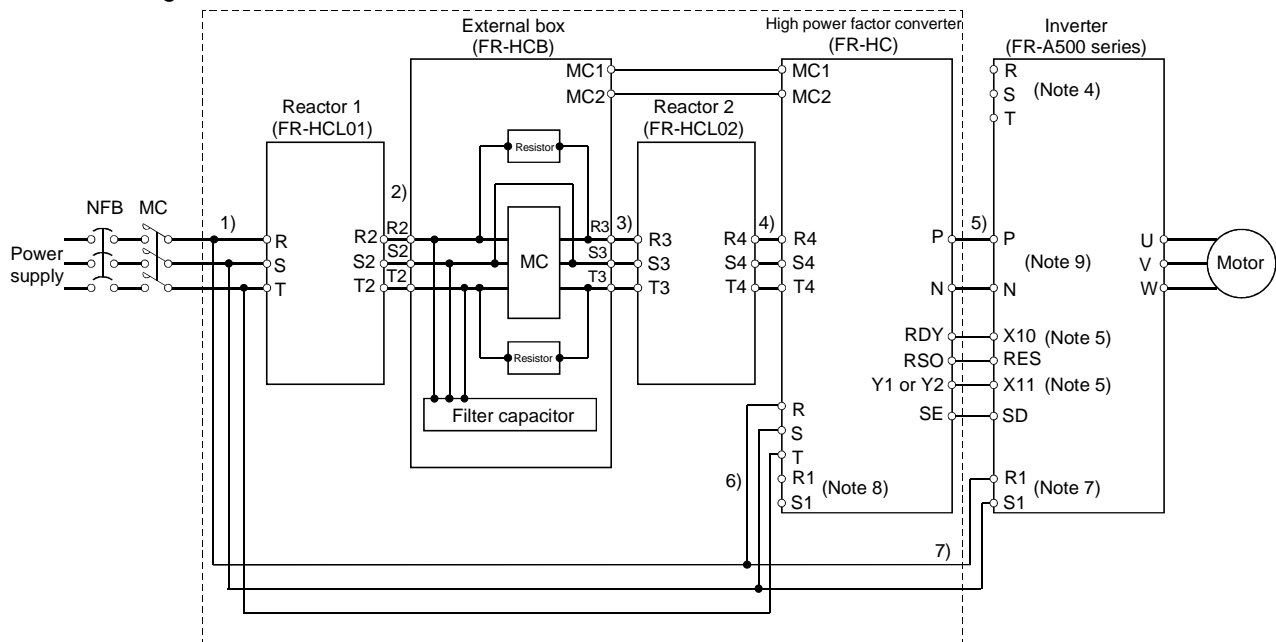 External box
(FR-HCB)
High power factor converter
(FR-HC)
Inverter
(FR-A500 series)
MC1
MC2
MC1
MC2
R
S
T
(Note 4)
Reactor 1
(FR-HCL01)
Reactor 2
(FR-HCL02)
Resistor
NFB
MC
1)
2)
3)
4)
5)
Power
supply
R
S
T
R2
S2
T2
R2
S2
T2
MC
R3
S3
T3
R3
S3
T3
R4
S4
T4
R4
S4
T4
P
N
P
N
(Note 9)
U
V
W
Motor
Resistor
Filter capacitor
RDY
RSO
Y1 or Y2
SE
X10 (Note 5)
RES
X11 (Note 5)
SD
R
S
T
R1
S1
(Note 8)
6)
R1
S1
(Note 7)
7)